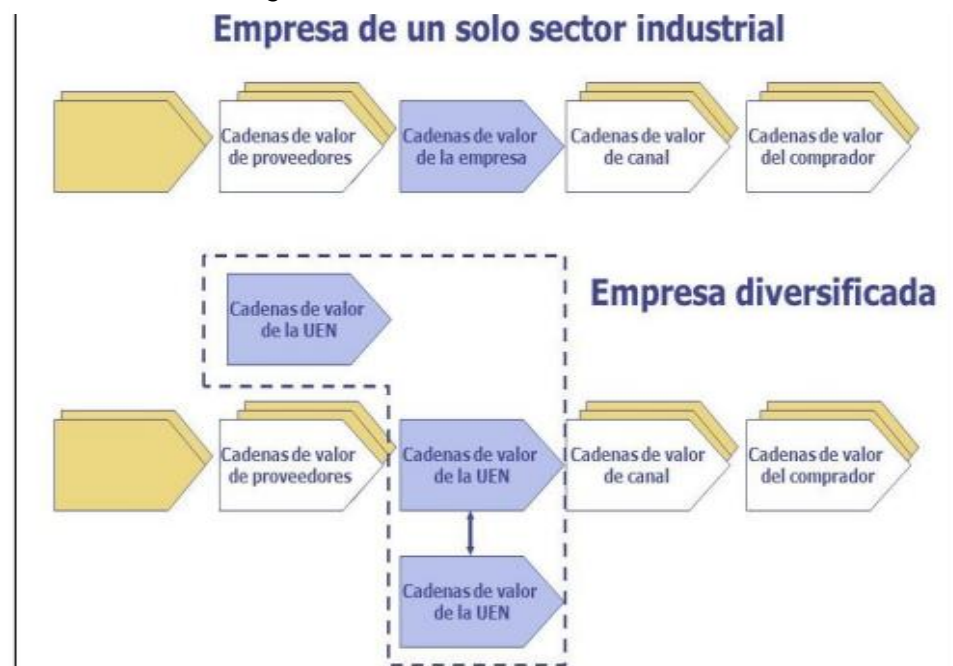 Empresa de un solo sector industrial
Cadenas de valor
de proveedores
Cadenas de valor
de la empresa
Cadenas de valor
de canal
Cadenas de valor
del comprador
Empresa diversificada
Cadenas de valor
de la UEN
Cadenas de valor
de proveedores
Cadenas de valor
de la UEN
Cadenas de valor
de canal
Cadenas de valor
del comprador
Cadenas de valor
de la UEN